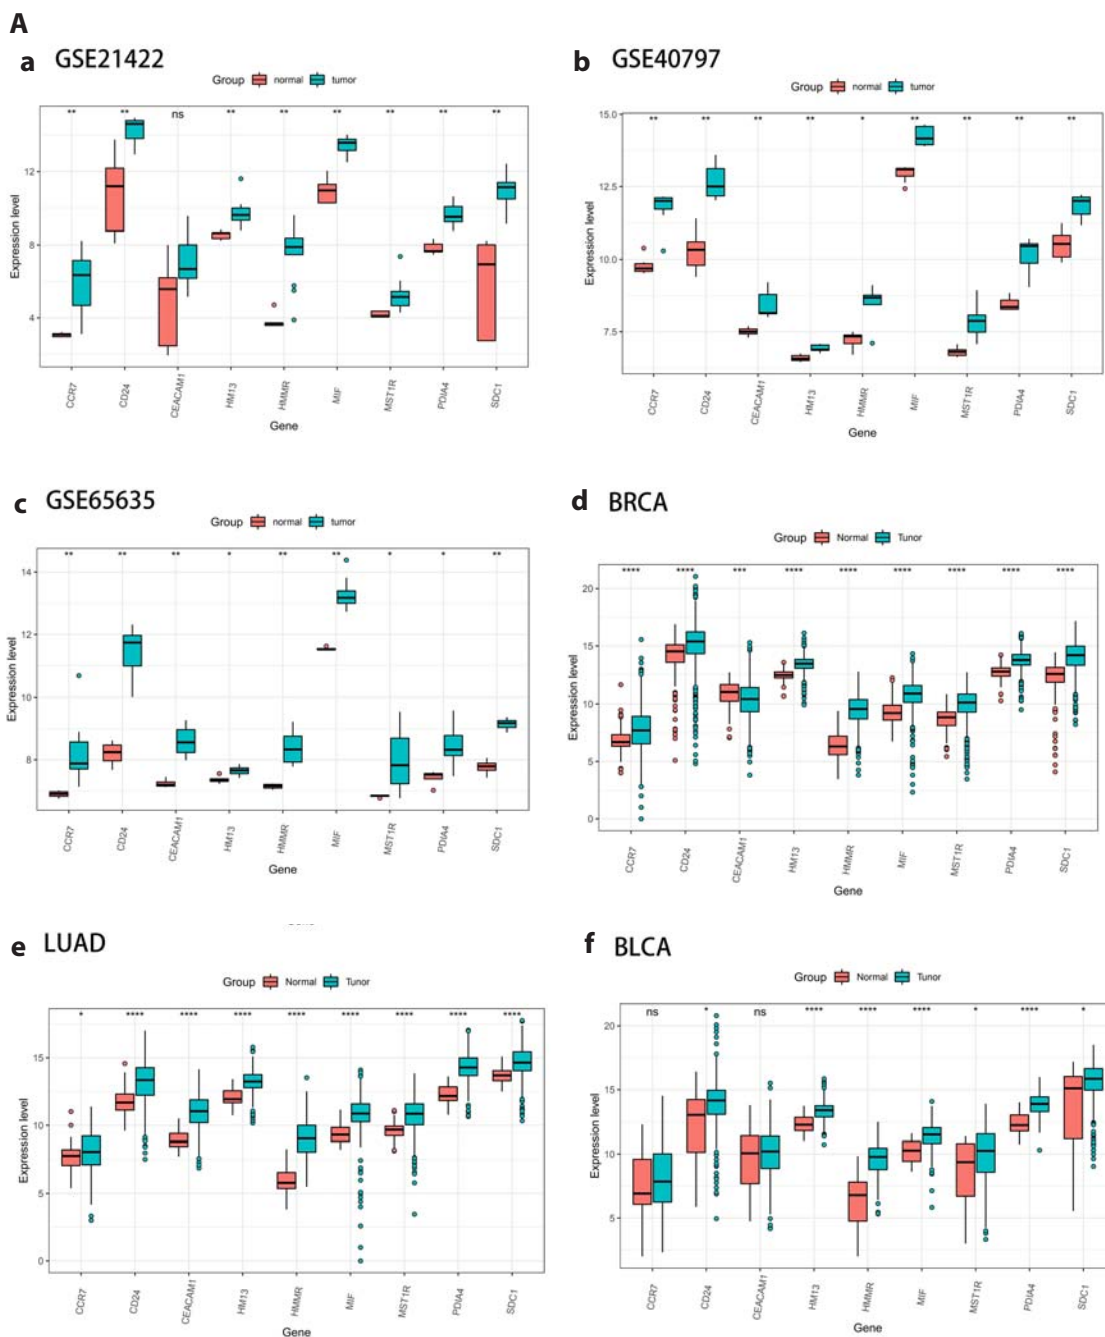 A
a GSE21422
Group normal tumor
** ** ns ** ** ** ** ** **
Expression level
12
8
4
CCR7 CD24 CEACAM1 HM13 HMMR MIF MST1R PDIA4 SDC1
Gene
b GSE40797
Group normal tumor
** ** ** ** * ** ** ** **
Expression level
15.0
12.5
10.0
7.5
CCR7 CD24 CEACAM1 HM13 HMMR MIF MST1R PDIA4 SDC1
Gene
c GSE65635
Group normal tumor
** ** ** * ** ** * * **
Expression level
14
12
10
8
CCR7 CD24 CEACAM1 HM13 HMMR MIF MST1R PDIA4 SDC1
Gene
d BRCA
Group Normal Tunor
**** **** *** **** **** **** **** **** ****
Expression level
20
15
10
5
0
CCR7 CD24 CEACAM1 HM13 HMMR MIF MST1R PDIA4 SDC1
Gene
e LUAD
Group Normal Tunor
* **** **** **** **** **** **** **** ****
Expression level
15
10
5
0
CCR7 CD24 CEACAM1 HM13 HMMR MIF MST1R PDIA4 SDC1
Gene
f BLCA
Group Normal Tunor
ns * ns **** **** **** * **** *
Expression level
20
15
10
5
CCR7 CD24 CEACAM1 HM13 HMMR MIF MST1R PDIA4 SDC1
Gene